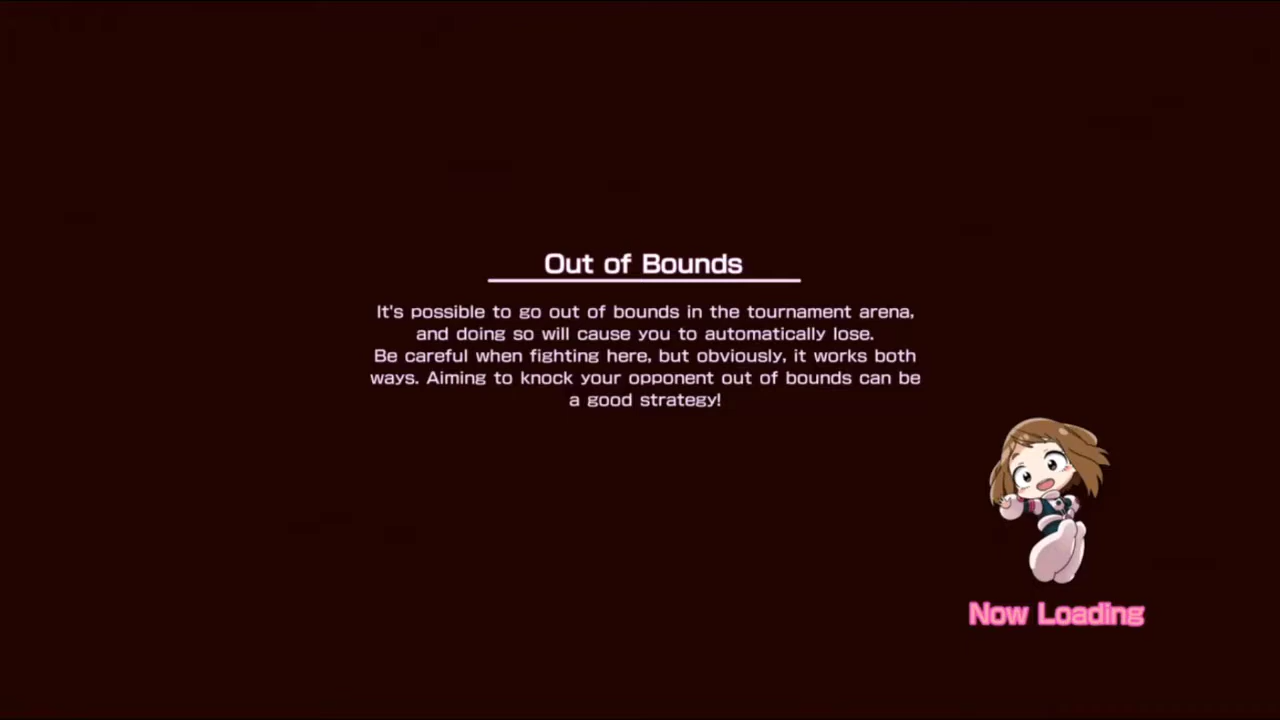 Out of Bounds
It's possible to go out of bounds in the tournament arena,
and doing so will cause you to automatically lose.
Be careful when fighting here, but obviously, it works both
ways. Aiming to knock your opponent out of bounds can be
a good strategy!
Now Loading